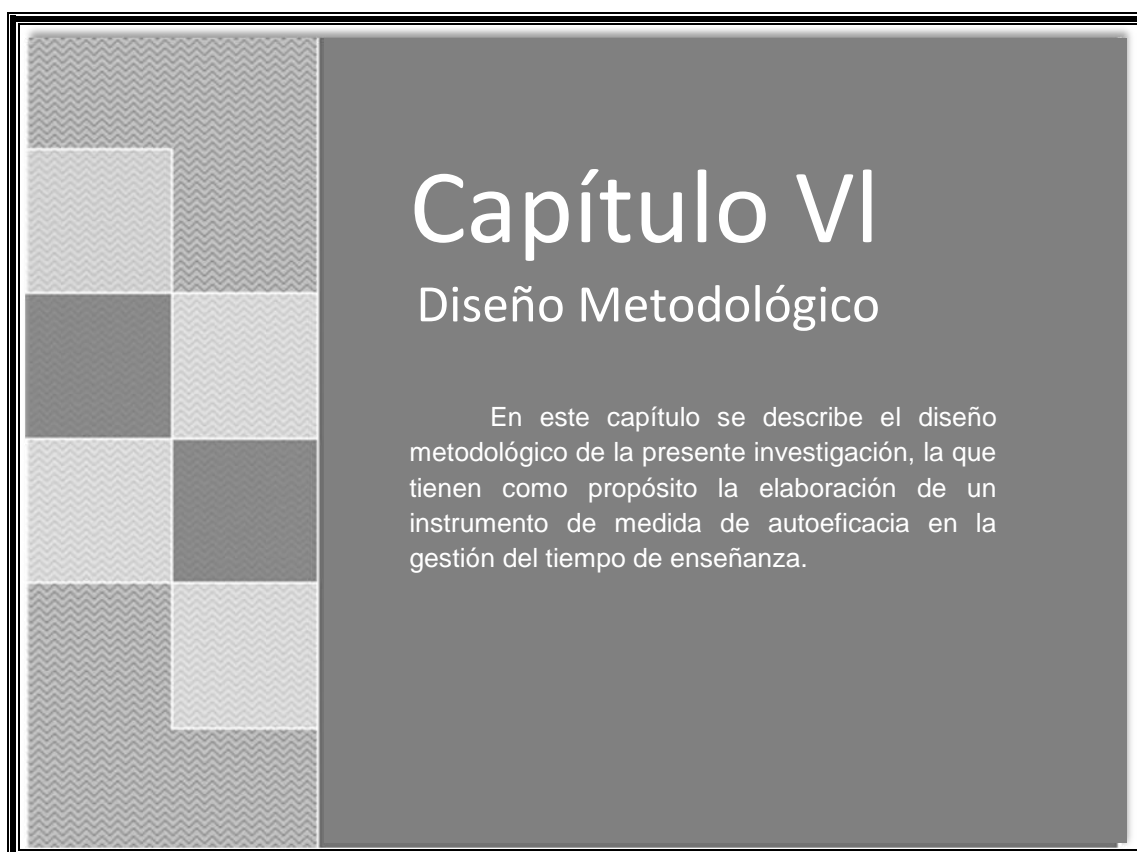 Capítulo Vl
Diseño Metodológico
En este capítulo se describe el diseño
metodológico de la presente investigación, la que
tienen como propósito la elaboración de un
instrumento de medida de autoeficacia en la
gestión del tiempo de enseñanza.